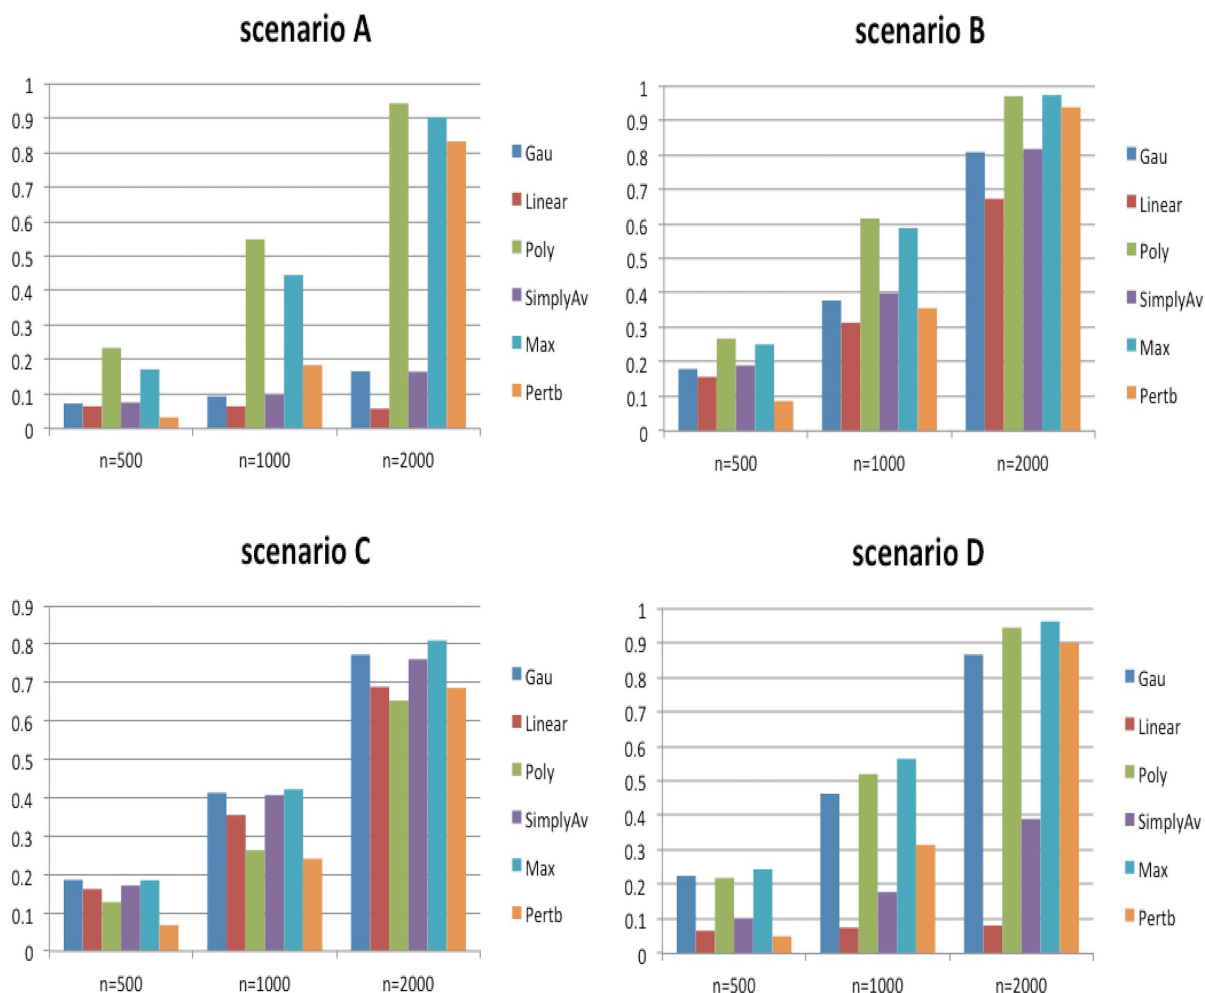 scenario A
1
0.9
0.8
0.7
0.6
0.5
0.4
0.3
0.2
0.1
0
n=500 n=1000 n=2000
Gau
Linear
Poly
SimplyAv
Max
Pertb
scenario B
1
0.9
0.8
0.7
0.6
0.5
0.4
0.3
0.2
0.1
0
n=500 n=1000 n=2000
Gau
Linear
Poly
SimplyAv
Max
Pertb
scenario C
0.9
0.8
0.7
0.6
0.5
0.4
0.3
0.2
0.1
0
n=500 n=1000 n=2000
Gau
Linear
Poly
SimplyAv
Max
Pertb
scenario D
1
0.9
0.8
0.7
0.6
0.5
0.4
0.3
0.2
0.1
0
n=500 n=1000 n=2000
Gau
Linear
Poly
SimplyAv
Max
Pertb